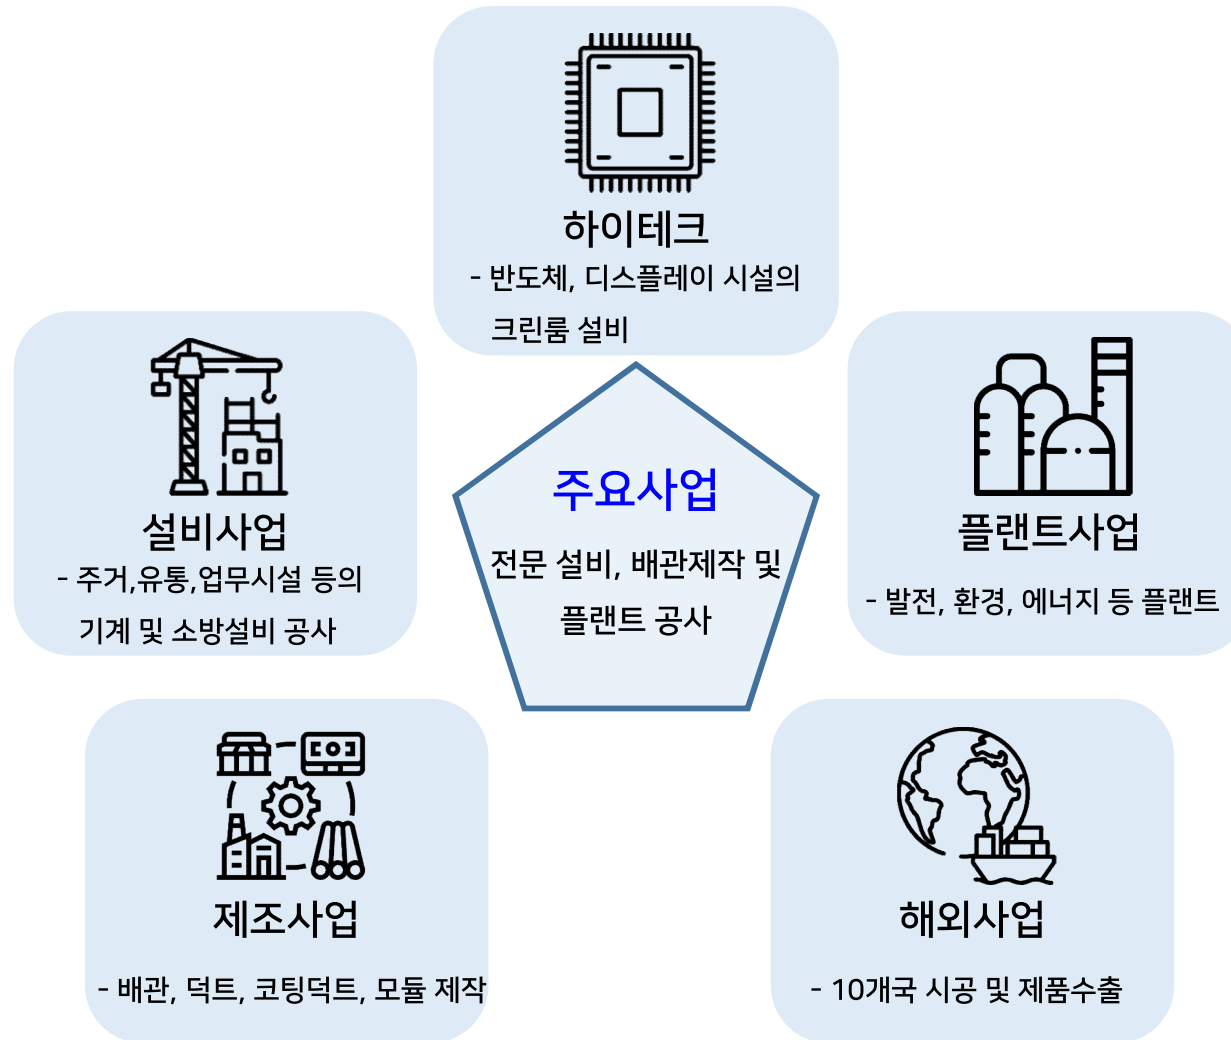 하이테크
- 반도체, 디스플레이 시설의
크린룸 설비
설비사업
- 주거,유통,업무시설 등의
기계 및 소방설비 공사
주요사업
전문 설비, 배관제작 및
플랜트 공사
플랜트사업
- 발전, 환경, 에너지 등 플랜트
제조사업
- 배관, 덕트, 코팅덕트, 모듈 제작
해외사업
- 10개국 시공 및 제품수출